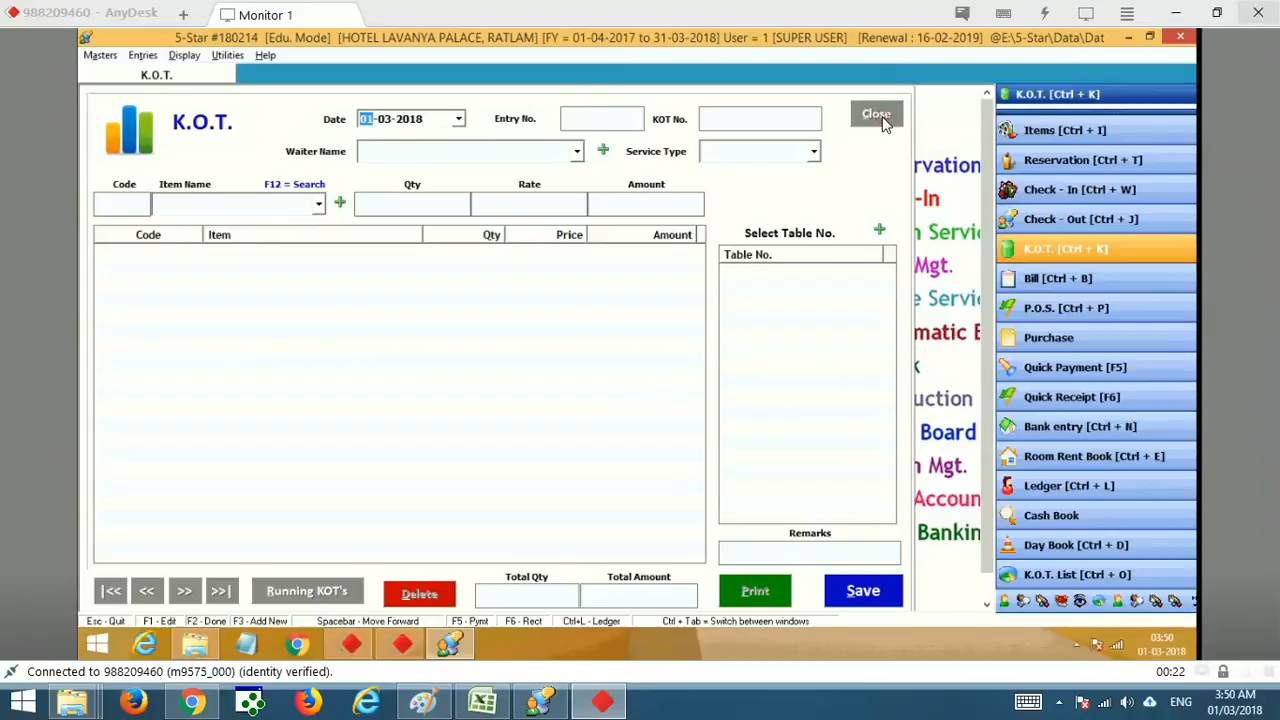 988209460 - AnyDesk
Monitor 1
5-Star #180214 [Edu. Mode] [HOTEL LAVANYA PALACE, RATLAM] [FY = 01-04-2017 to 31-03-2018] User = 1 [SUPER USER] [Renewal : 16-02-2019] @E:\5-Star\Data\Dat
Masters Entries Display Utilities Help
K.O.T.
K.O.T. [Ctrl + K]
K.O.T.
Date 01-03-2018 Entry No. KOT No. Close
Waiter Name Service Type
Code Item Name F12 = Search Qty Rate Amount
Code Item Qty Price Amount
Select Table No.
Table No.
Remarks
Total Qty Total Amount
|<< << >> >>| Running KOT's Delete Print Save
Esc - Quit F1 - Edit F2 - Done F3 - Add New Spacebar - Move Forward F5 - Pymt F6 - Rect Ctrl+L - Ledger Ctrl + Tab = Switch between windows
rvation
-In
n Servic
Mgt.
e Servic
matic E
k
uction
Board
n Mgt.
Accoun
Bankin
Items [Ctrl + I]
Reservation [Ctrl + T]
Check - In [Ctrl + W]
Check - Out [Ctrl + J]
K.O.T. [Ctrl + K]
Bill [Ctrl + B]
P.O.S. [Ctrl + P]
Purchase
Quick Payment [F5]
Quick Receipt [F6]
Bank entry [Ctrl + N]
Room Rent Book [Ctrl + E]
Ledger [Ctrl + L]
Cash Book
Day Book [Ctrl + D]
K.O.T. List [Ctrl + O]
03:50
01-03-2018
Connected to 988209460 (m9575_000) (identity verified). 00:22
ENG
3:50 AM
01/03/2018